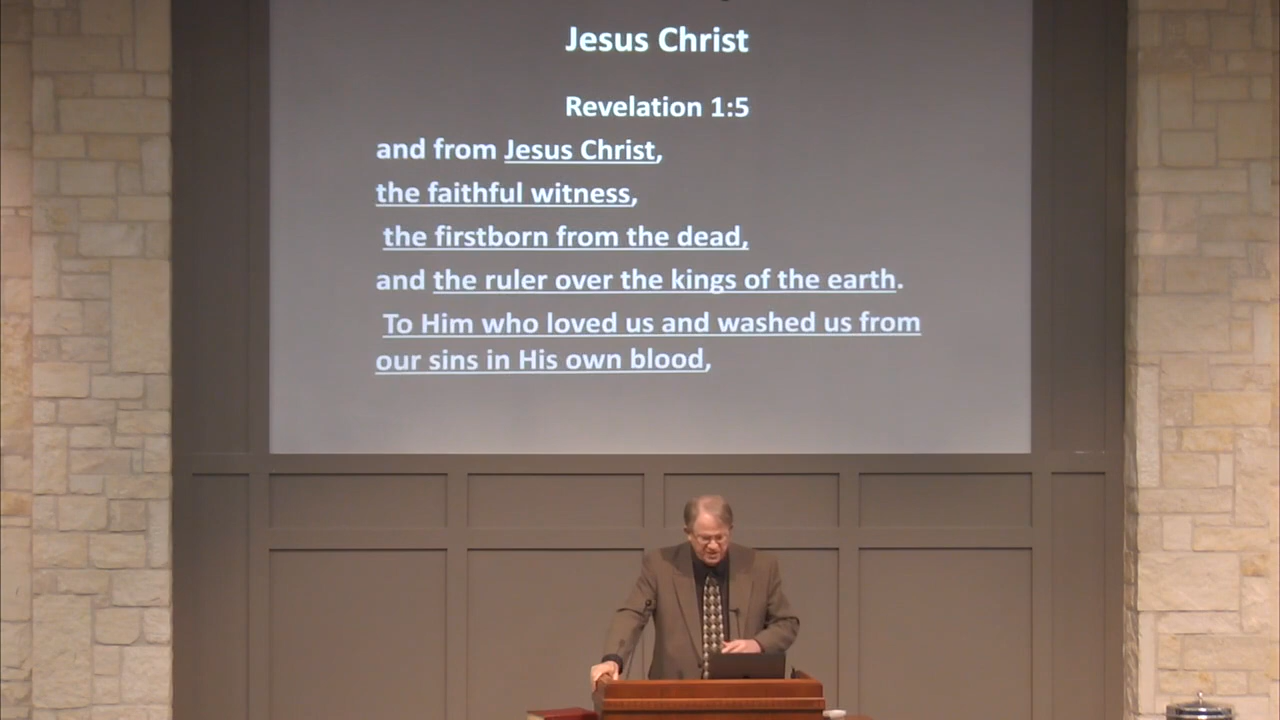 Jesus Christ
Revelation 1:5
and from Jesus Christ,
the faithful witness,
the firstborn from the dead,
and the ruler over the kings of the earth.
To Him who loved us and washed us from
our sins in His own blood,